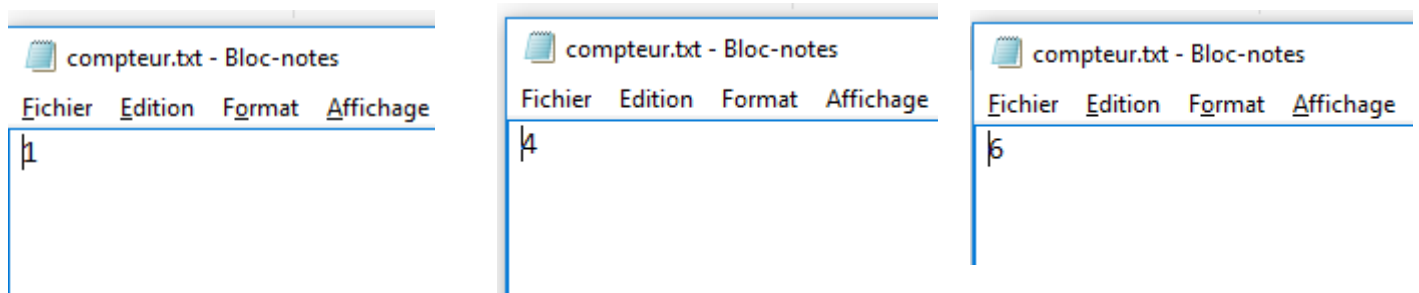 compteur.txt - Bloc-notes
Fichier Edition Format Affichage
1
compteur.txt - Bloc-notes
Fichier Edition Format Affichage
4
compteur.txt - Bloc-notes
Fichier Edition Format Affichage
6